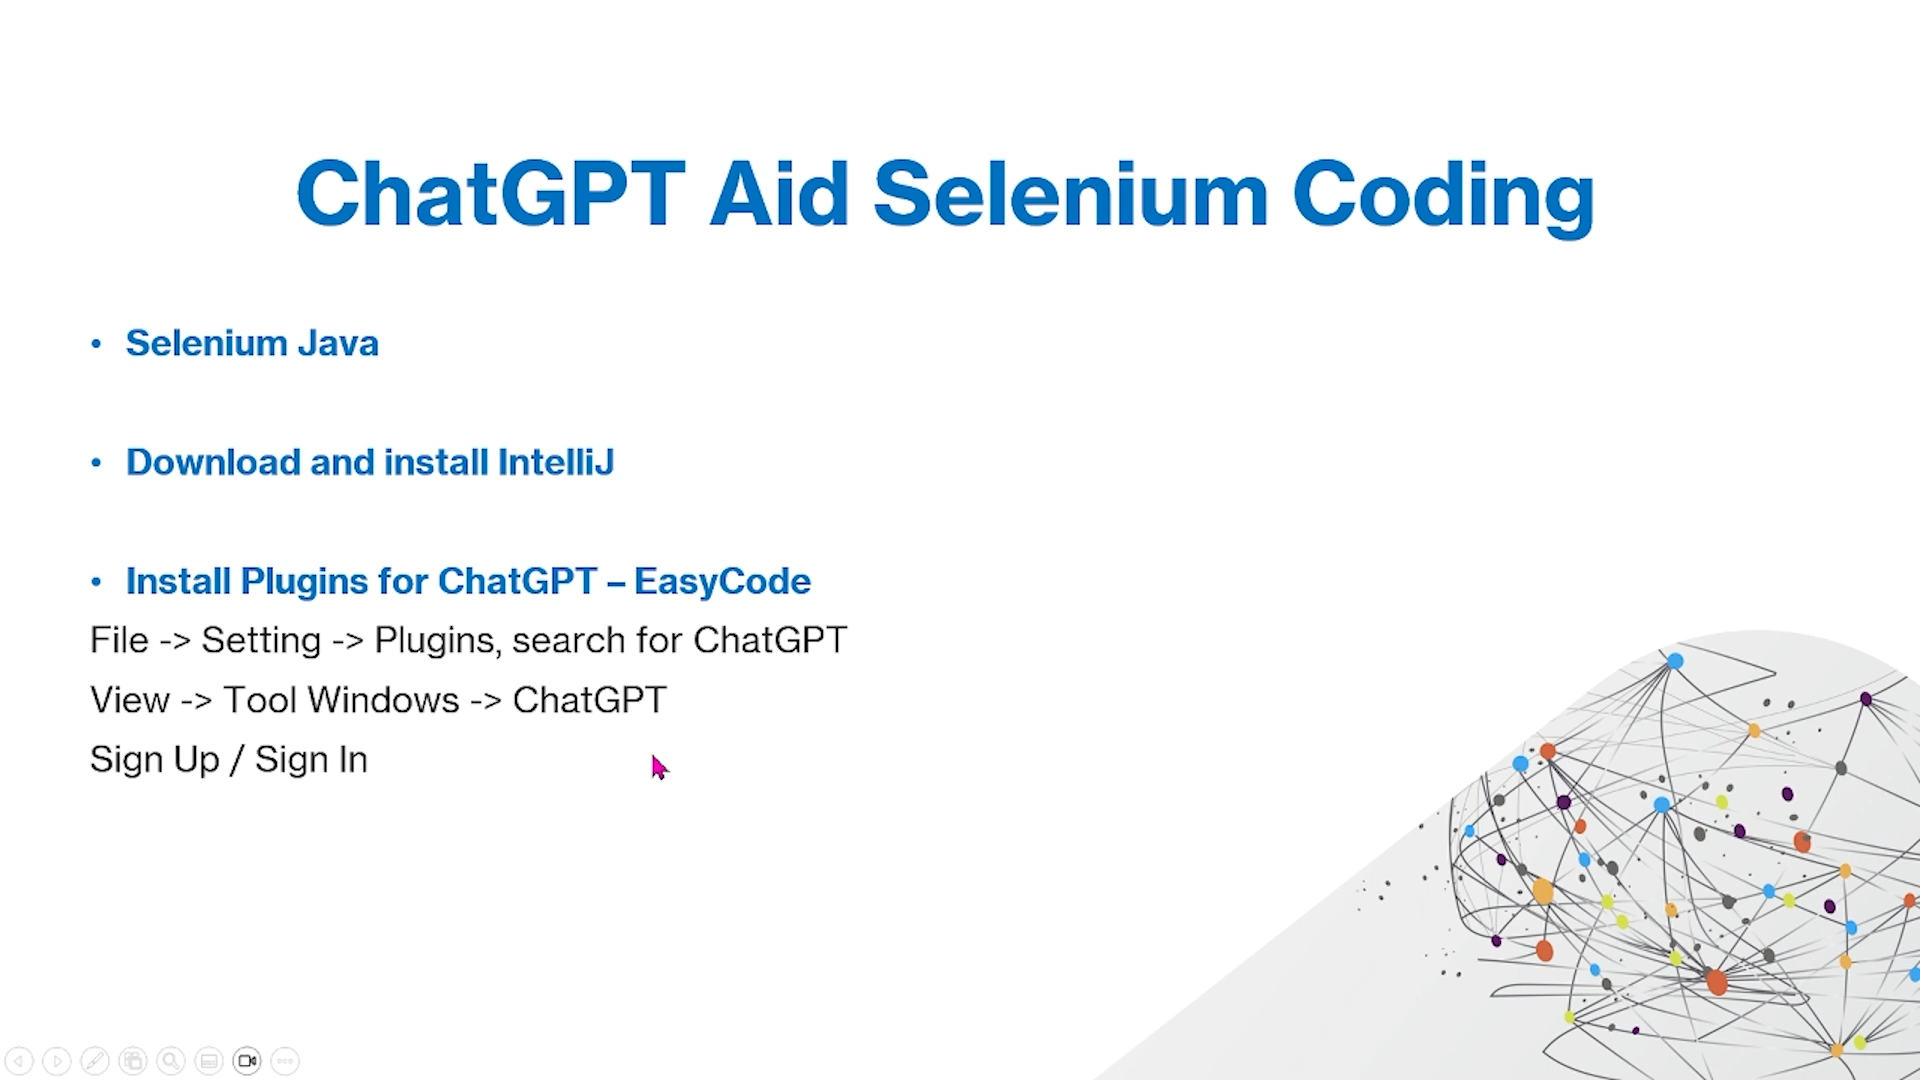 ChatGPT Aid Selenium Coding
• Selenium Java
• Download and install IntelliJ
• Install Plugins for ChatGPT – EasyCode
File -> Setting -> Plugins, search for ChatGPT
View -> Tool Windows -> ChatGPT
Sign Up / Sign In